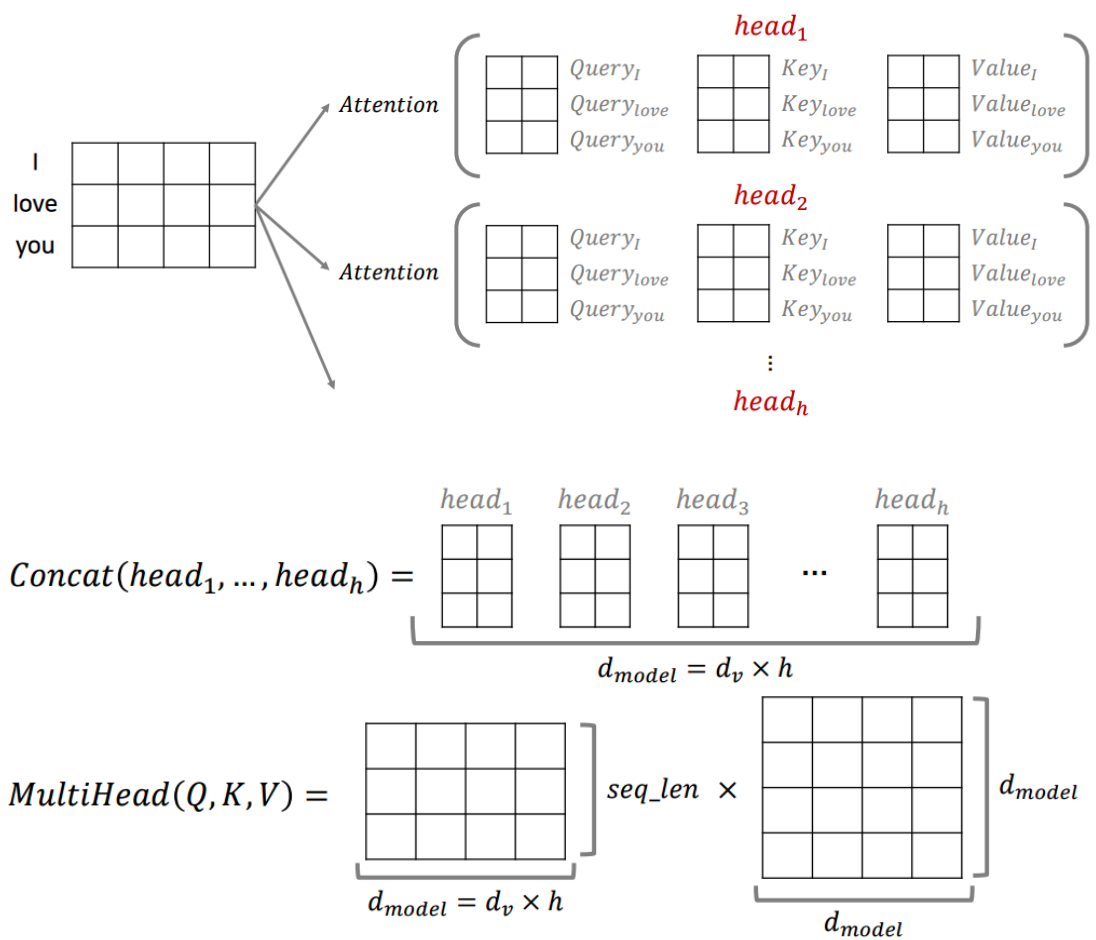 head₁
Attention
Query_I Key_I Value_I
Query_love Key_love Value_love
Query_you Key_you Value_you
I
love
you
head₂
Attention
Query_I Key_I Value_I
Query_love Key_love Value_love
Query_you Key_you Value_you
⋮
head_h
head₁ head₂ head₃ head_h
Concat(head₁, …, head_h) = …
d_model = d_v × h
MultiHead(Q, K, V) = seq_len × d_model
d_model = d_v × h
d_model